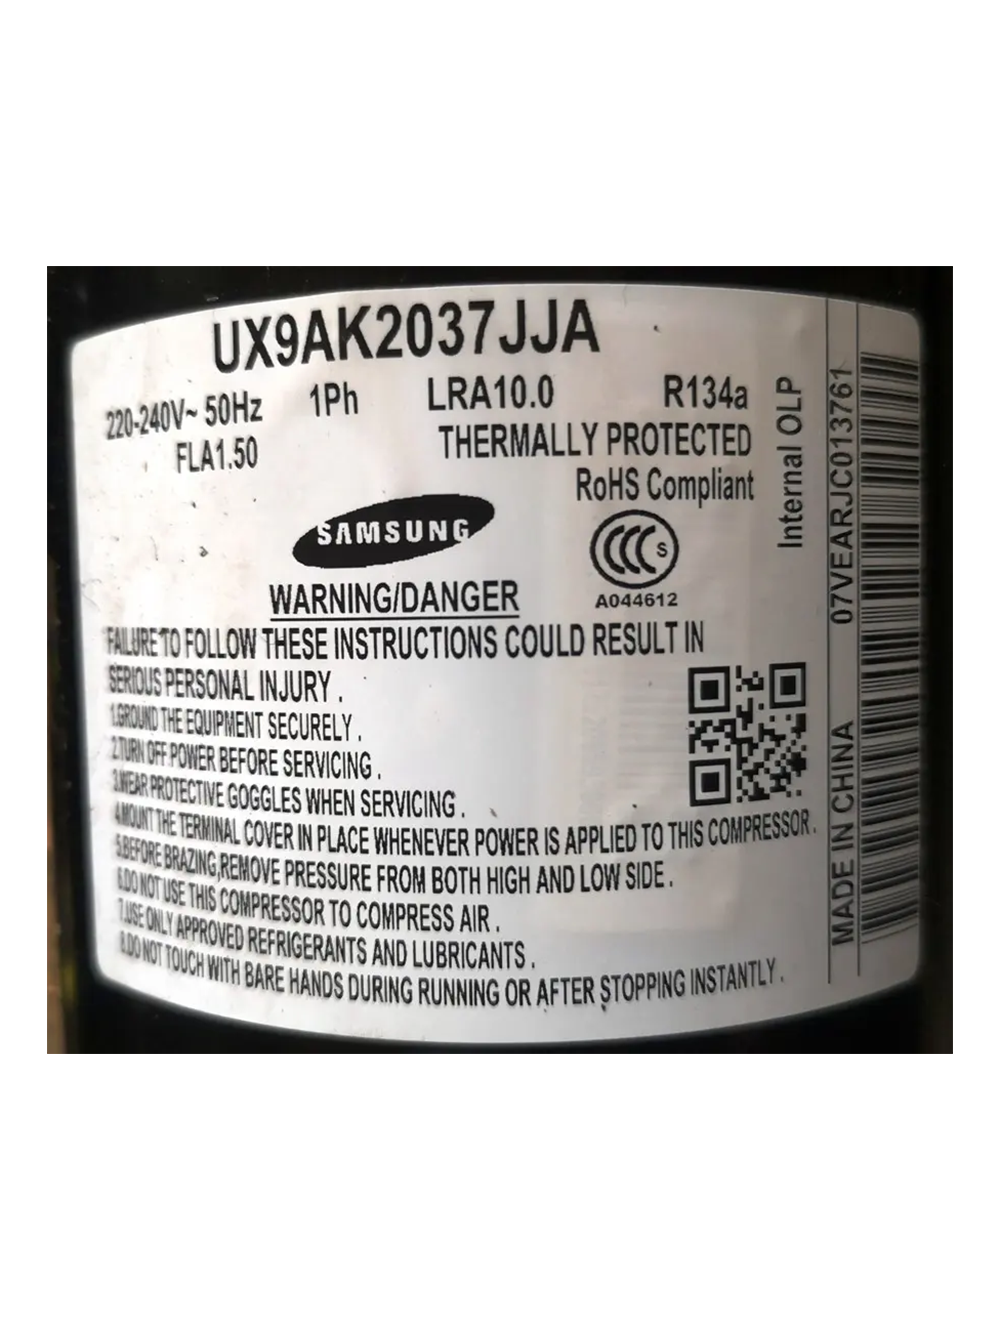 UX9AK2037JJA
220-240V~ 50Hz 1Ph LRA10.0 R134a
FLA1.50 THERMALLY PROTECTED
RoHS Compliant
SAMSUNG
CCC S
A044612
WARNING/DANGER
FAILURE TO FOLLOW THESE INSTRUCTIONS COULD RESULT IN
SERIOUS PERSONAL INJURY .
1.GROUND THE EQUIPMENT SECURELY .
2.TURN OFF POWER BEFORE SERVICING .
3.WEAR PROTECTIVE GOGGLES WHEN SERVICING .
4.MOUNT THE TERMINAL COVER IN PLACE WHENEVER POWER IS APPLIED TO THIS COMPRESSOR.
5.BEFORE BRAZING,REMOVE PRESSURE FROM BOTH HIGH AND LOW SIDE .
6.DO NOT USE THIS COMPRESSOR TO COMPRESS AIR .
7.USE ONLY APPROVED REFRIGERANTS AND LUBRICANTS .
8.DO NOT TOUCH WITH BARE HANDS DURING RUNNING OR AFTER STOPPING INSTANTLY.
Internal OLP
MADE IN CHINA 07VEARJC013761